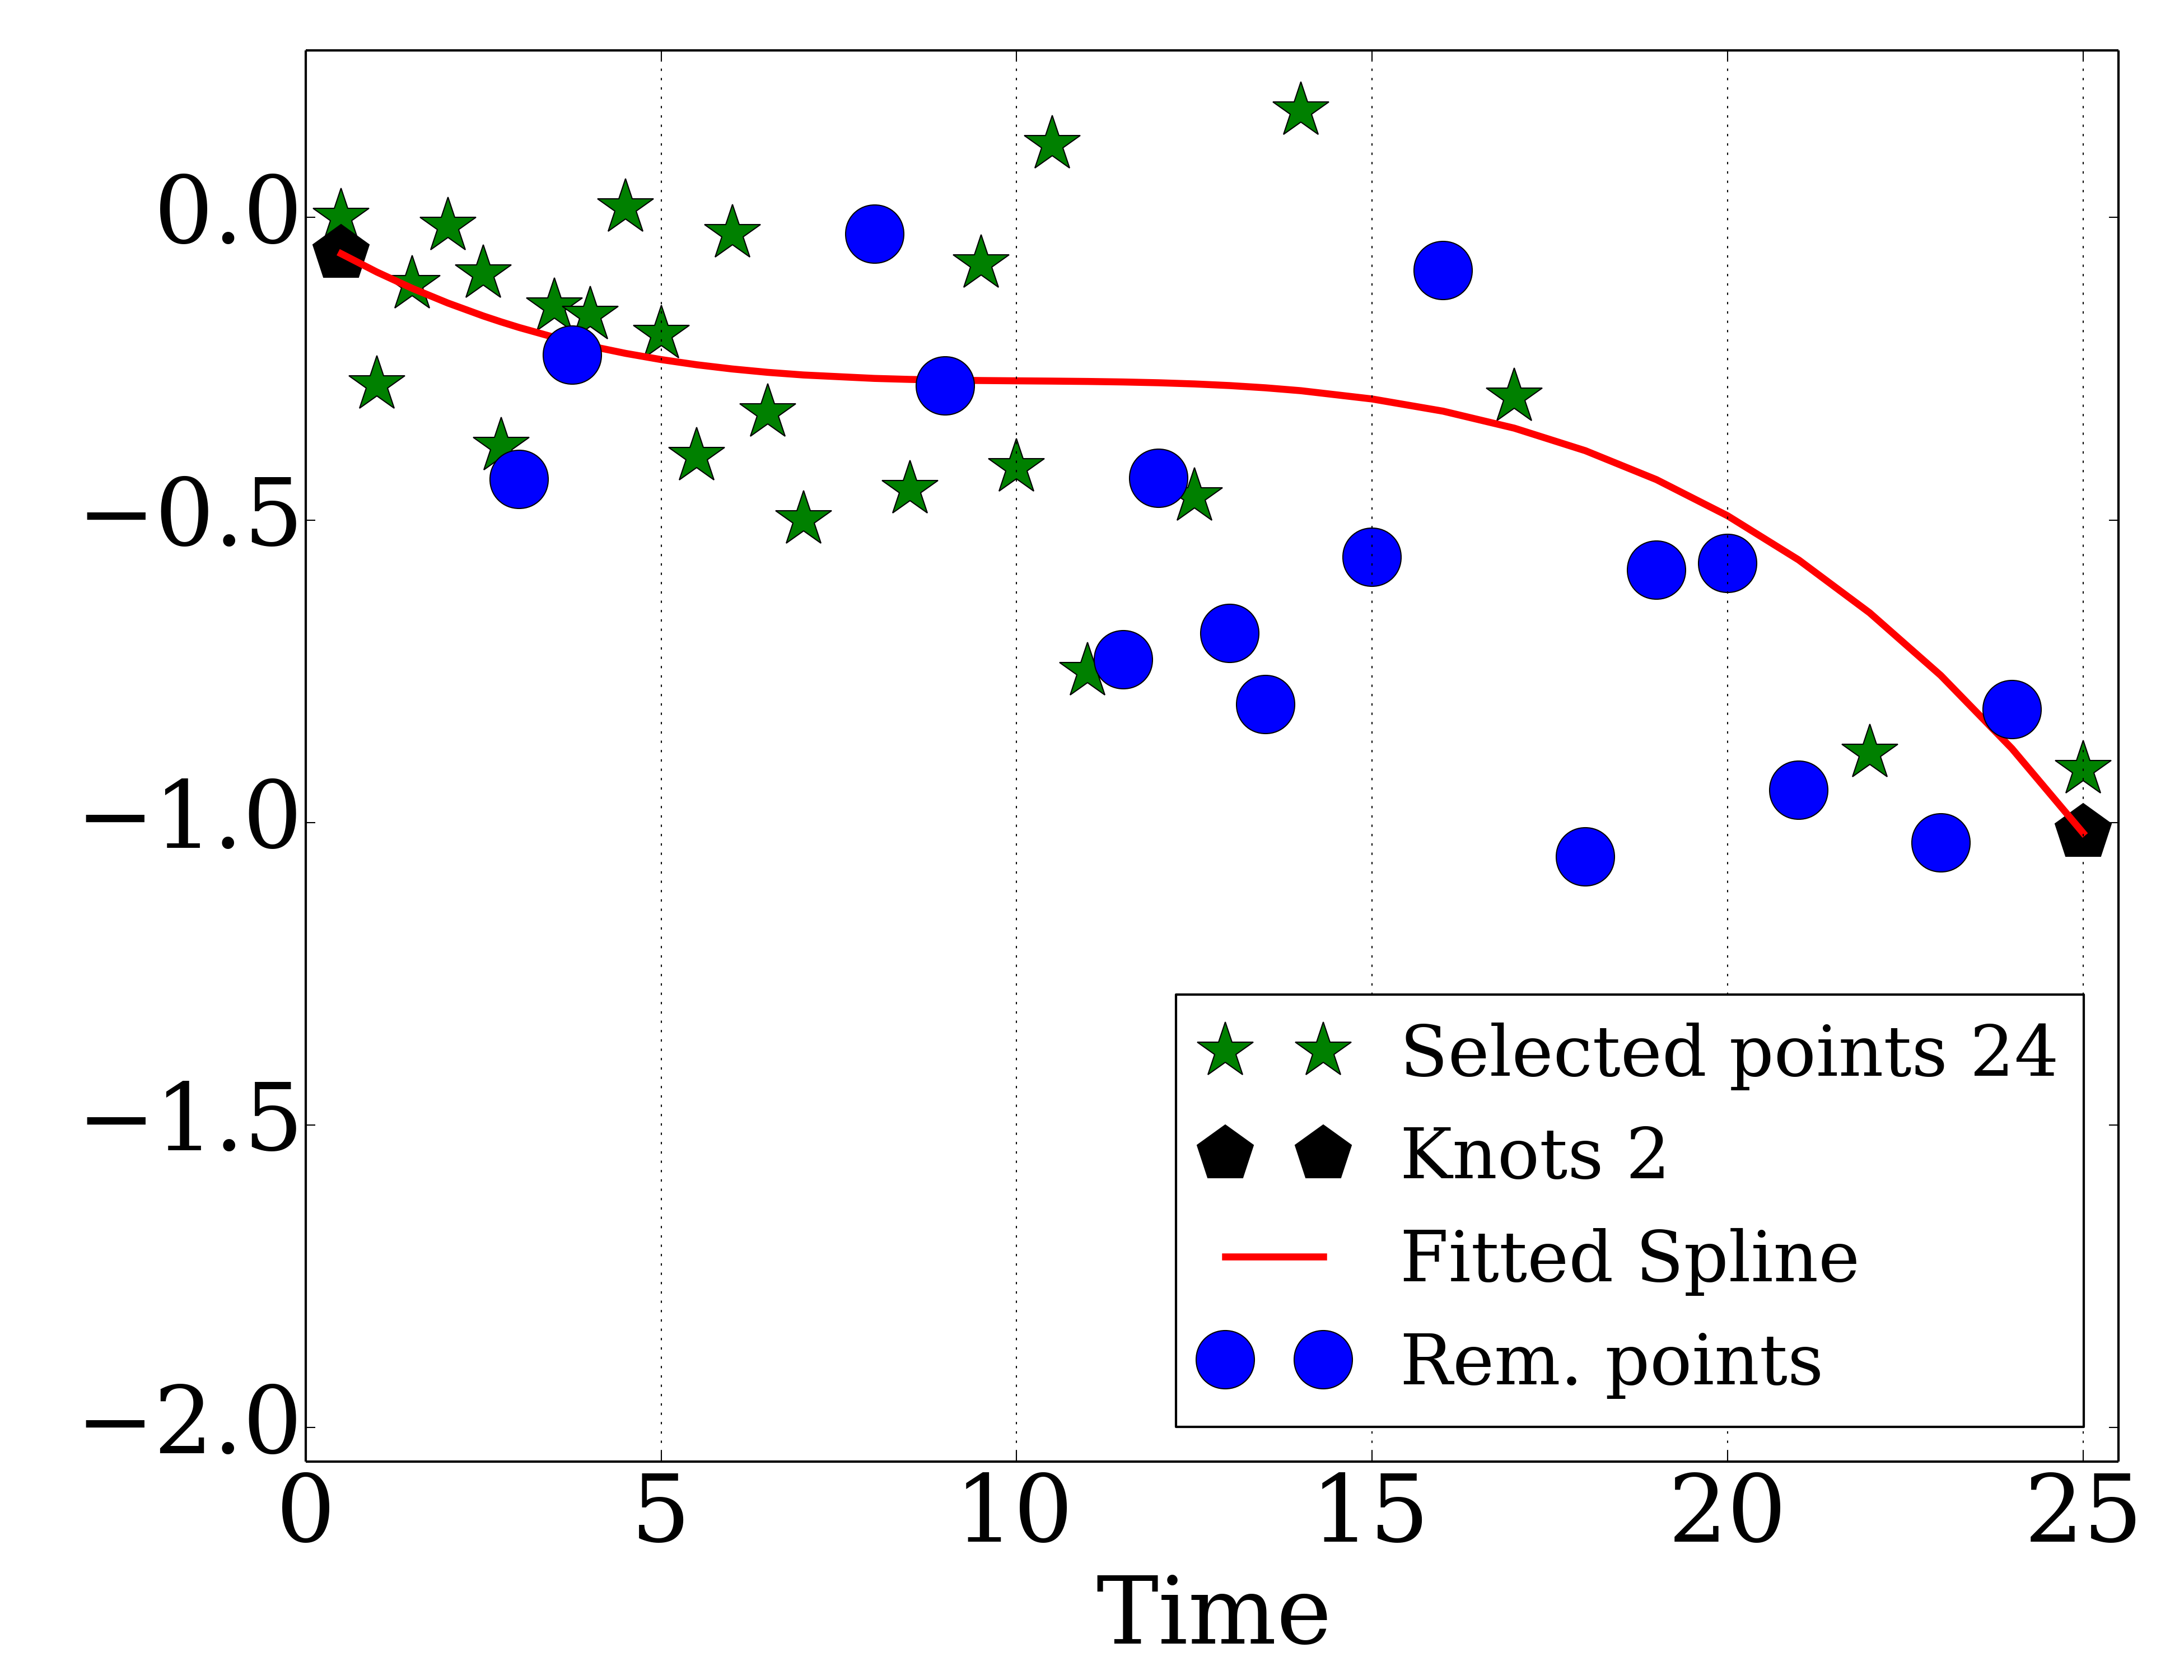 0.0
−0.5
−1.0
−1.5
−2.0
0 5 10 15 20 25
Time
Selected points 24
Knots 2
Fitted Spline
Rem. points